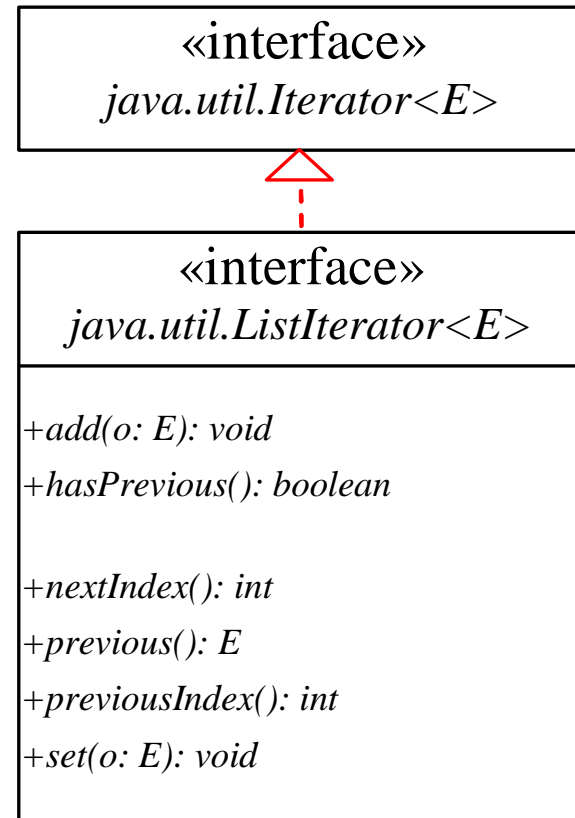 «interface»
java.util.Iterator<E>
«interface»
java.util.ListIterator<E>
+add(o: E): void
+hasPrevious(): boolean
+nextIndex(): int
+previous(): E
+previousIndex(): int
+set(o: E): void